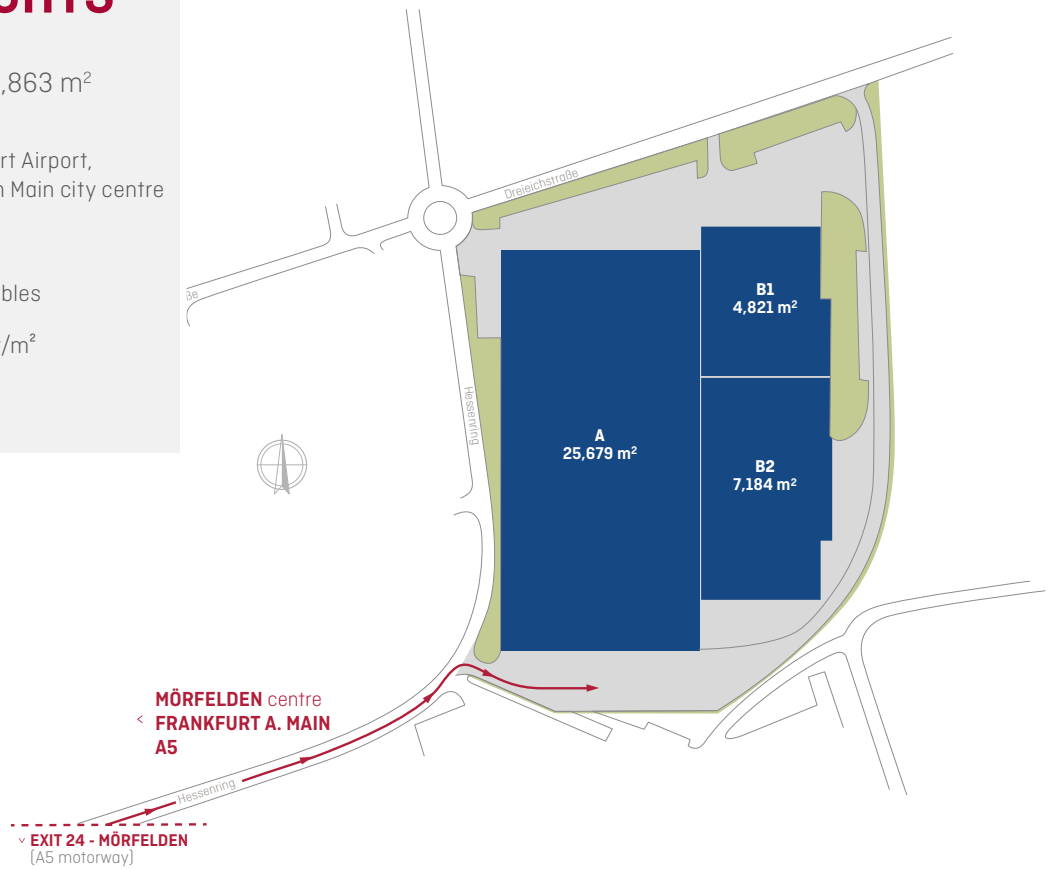 ,863 m²
rt Airport,
n Main city centre
bles
/m²
Dreieichstraße
ße
B1
4,821 m²
Hessenring
A
25,679 m²
B2
7,184 m²
MÖRFELDEN centre
< FRANKFURT A. MAIN
A5
Hessenring
EXIT 24 - MÖRFELDEN
(A5 motorway)